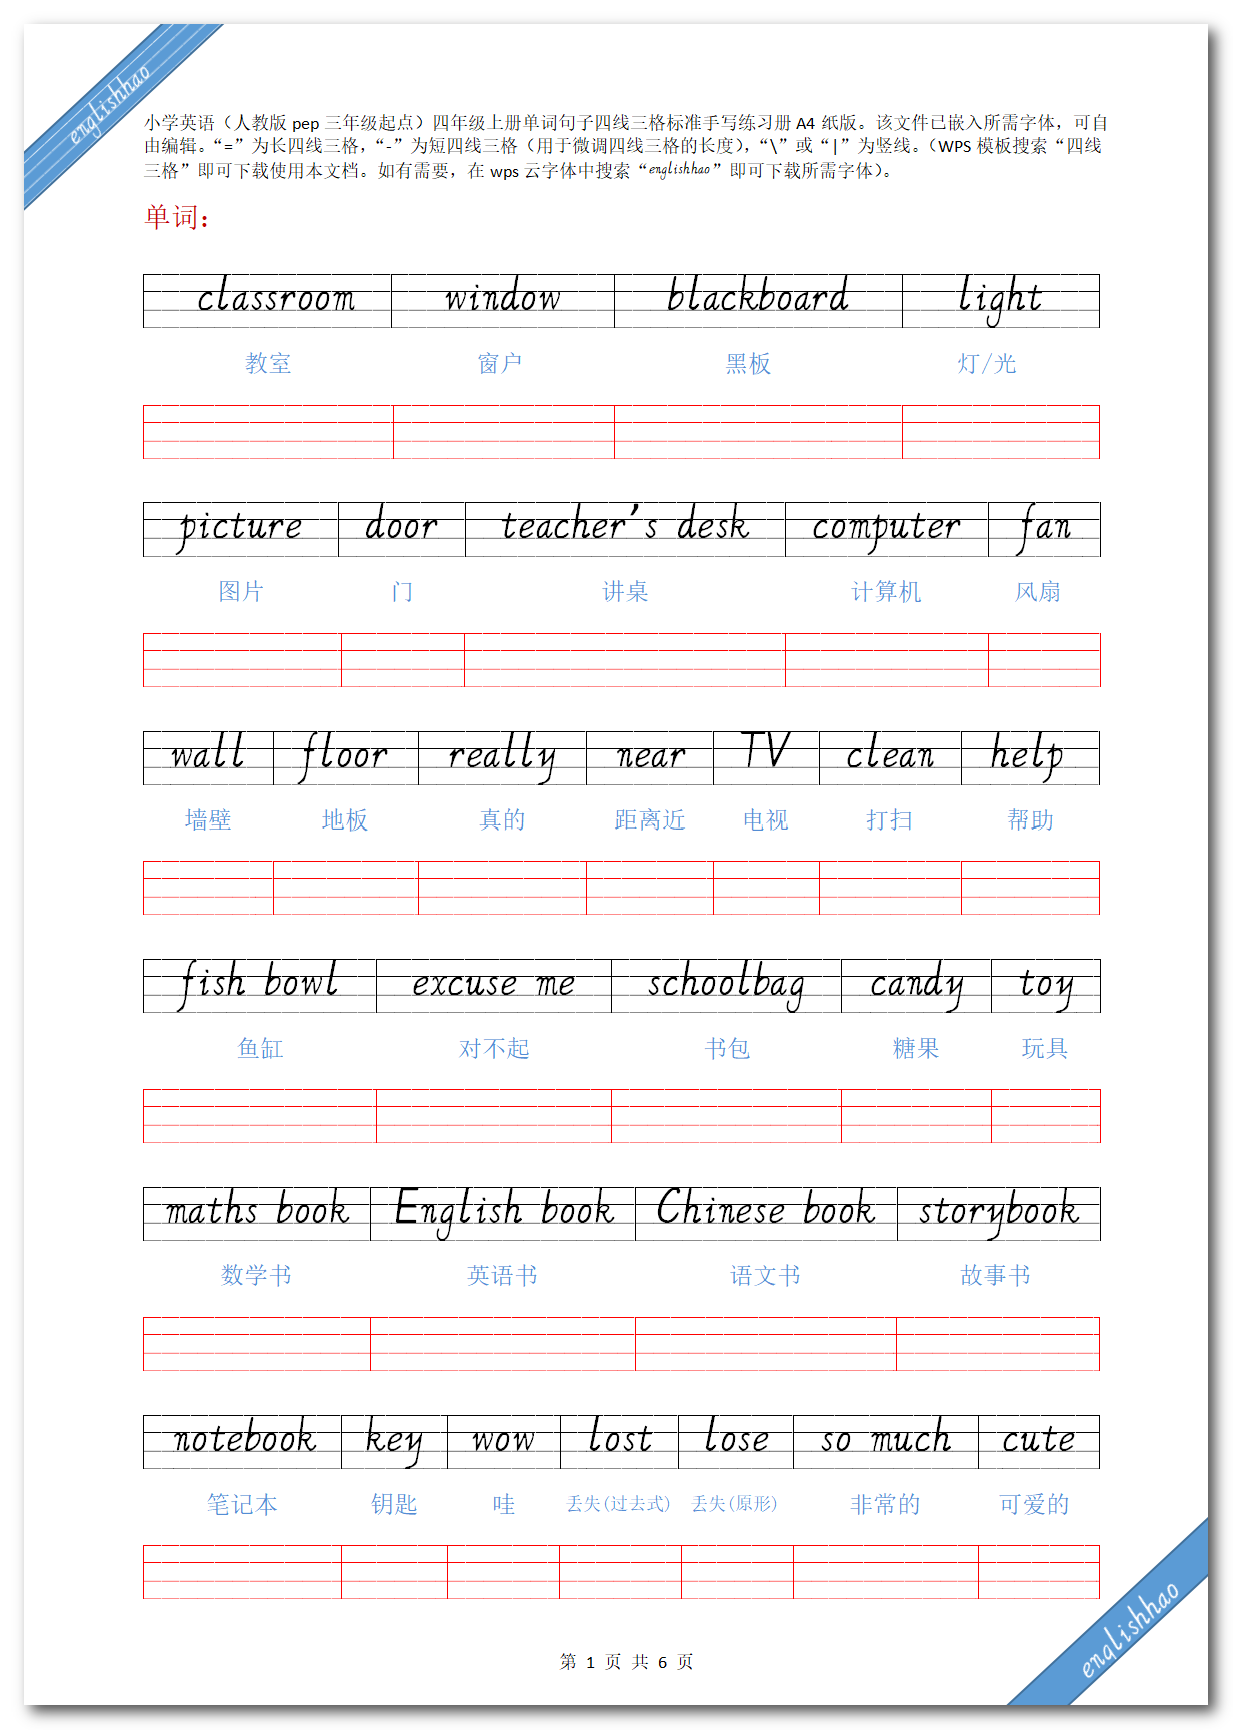 englishhao
小学英语（人教版 pep 三年级起点）四年级上册单词句子四线三格标准手写练习册 A4 纸版。该文件已嵌入所需字体，可自
由编辑。“=”为长四线三格，“-”为短四线三格（用于微调四线三格的长度），“\”或“|”为竖线。（WPS 模板搜索“四线
三格”即可下载使用本文档。如有需要，在 wps 云字体中搜索“englishhao”即可下载所需字体）。
单词：
classroom window blackboard light
教室 窗户 黑板 灯/光
picture door teacher's desk computer fan
图片 门 讲桌 计算机 风扇
wall floor really near TV clean help
墙壁 地板 真的 距离近 电视 打扫 帮助
fish bowl excuse me schoolbag candy toy
鱼缸 对不起 书包 糖果 玩具
maths book English book Chinese book storybook
数学书 英语书 语文书 故事书
notebook key wow lost lose so much cute
笔记本 钥匙 哇 丢失(过去式) 丢失(原形) 非常的 可爱的
englishhao
第 1 页 共 6 页